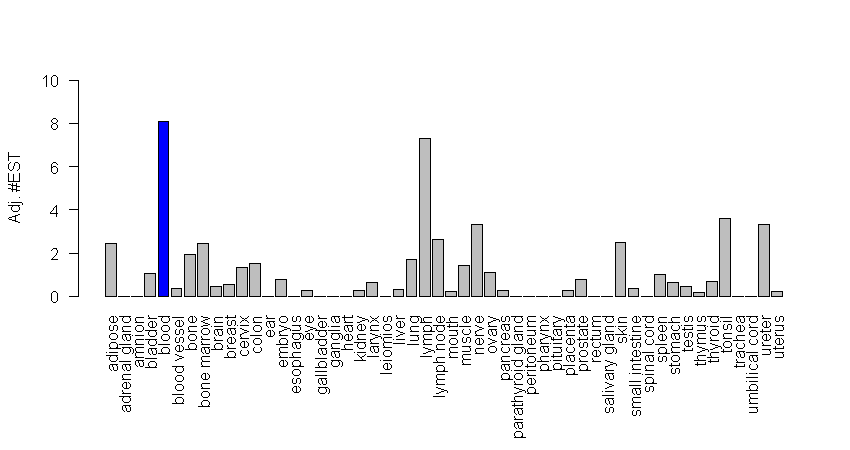 Adj. #EST
10
8
6
4
2
0
adipose
adrenal gland
amnion
bladder
blood
blood vessel
bone
bone marrow
brain
breast
cervix
colon
ear
embryo
esophagus
eye
gallbladder
ganglia
heart
kidney
larynx
leiomios
liver
lung
lymph
lymph node
mouth
muscle
nerve
ovary
pancreas
parathyroid gland
peritoneum
pharynx
pituitary
placenta
prostate
rectum
salivary gland
skin
small intestine
spinal cord
spleen
stomach
testis
thymus
thyroid
tonsil
trachea
umbilical cord
ureter
uterus